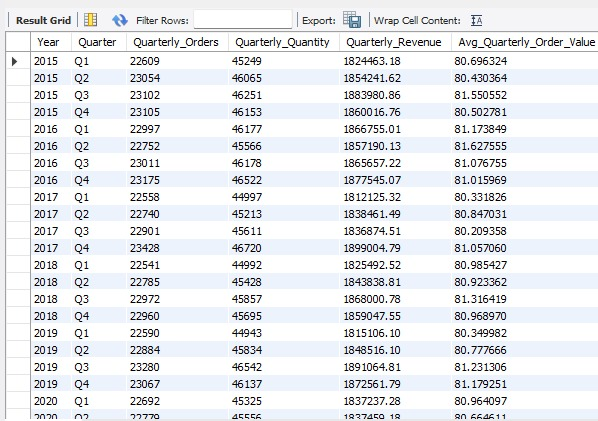 Result Grid Filter Rows: Export: Wrap Cell Content: IA
Year Quarter Quarterly_Orders Quarterly_Quantity Quarterly_Revenue Avg_Quarterly_Order_Value
2015 Q1 22609 45249 1824463.18 80.696324
2015 Q2 23054 46065 1854241.62 80.430364
2015 Q3 23102 46251 1883980.86 81.550552
2015 Q4 23105 46153 1860016.76 80.502781
2016 Q1 22997 46177 1866755.01 81.173849
2016 Q2 22752 45566 1857190.13 81.627555
2016 Q3 23011 46178 1865657.22 81.076755
2016 Q4 23175 46522 1877545.07 81.015969
2017 Q1 22558 44997 1812125.32 80.331826
2017 Q2 22740 45213 1838461.49 80.847031
2017 Q3 22901 45611 1836874.51 80.209358
2017 Q4 23428 46720 1899004.79 81.057060
2018 Q1 22541 44992 1825492.52 80.985427
2018 Q2 22785 45428 1843838.81 80.923362
2018 Q3 22972 45857 1868000.78 81.316419
2018 Q4 22960 45695 1859047.55 80.968970
2019 Q1 22590 44943 1815106.10 80.349982
2019 Q2 22884 45834 1848516.10 80.777666
2019 Q3 23280 46542 1891064.81 81.231306
2019 Q4 23067 46137 1872561.79 81.179251
2020 Q1 22692 45325 1837237.28 80.964097
2020 Q2 22779 45556 1837459.18 80.664611